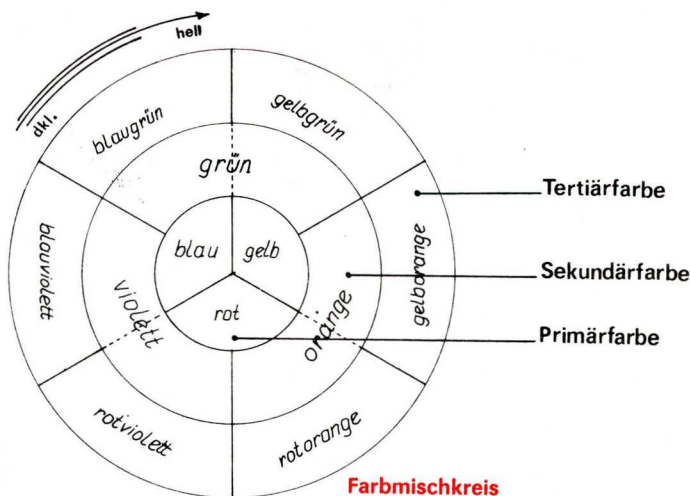 hell
dkl.
blaugrün
gelbgrün
grün
Tertiärfarbe
blau
gelb
blauviolett
gelborange
Sekundärfarbe
violett
orange
rot
Primärfarbe
rotviolett
rotorange
Farbmischkreis